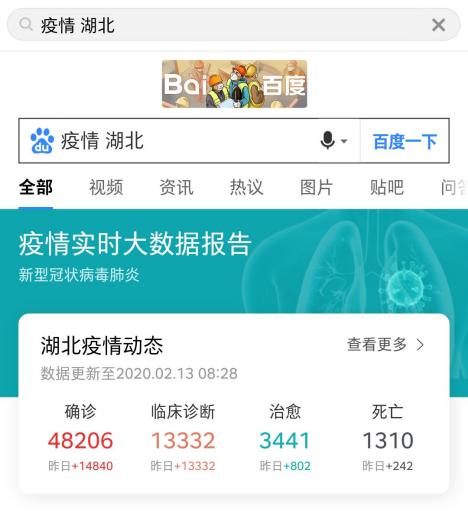 疫情 湖北
Bai 百度
du 疫情 湖北 百度一下
全部 视频 资讯 热议 图片 贴吧 问答
疫情实时大数据报告
新型冠状病毒肺炎
湖北疫情动态 查看更多
数据更新至2020.02.13 08:28
确诊 临床诊断 治愈 死亡
48206 13332 3441 1310
昨日+14840 昨日+13332 昨日+802 昨日+242